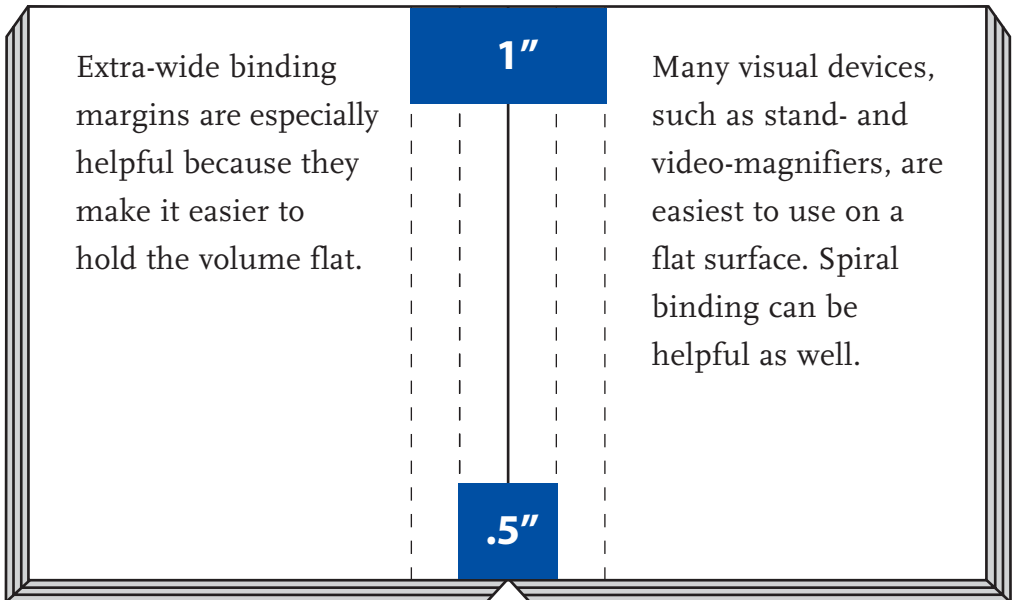 1”
Extra-wide binding
margins are especially
helpful because they
make it easier to
hold the volume flat.
Many visual devices,
such as stand- and
video-magnifiers, are
easiest to use on a
flat surface. Spiral
binding can be
helpful as well.
.5”